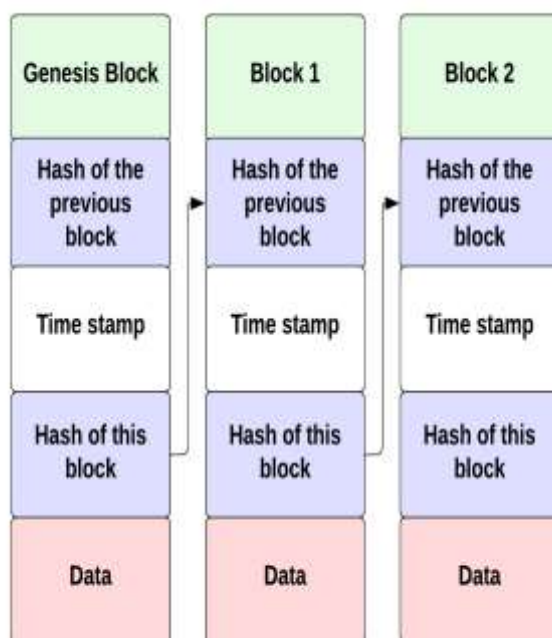 Genesis Block
Hash of the
previous
block
Time stamp
Hash of this
block
Data
Block 1
Hash of the
previous
block
Time stamp
Hash of this
block
Data
Block 2
Hash of the
previous
block
Time stamp
Hash of this
block
Data